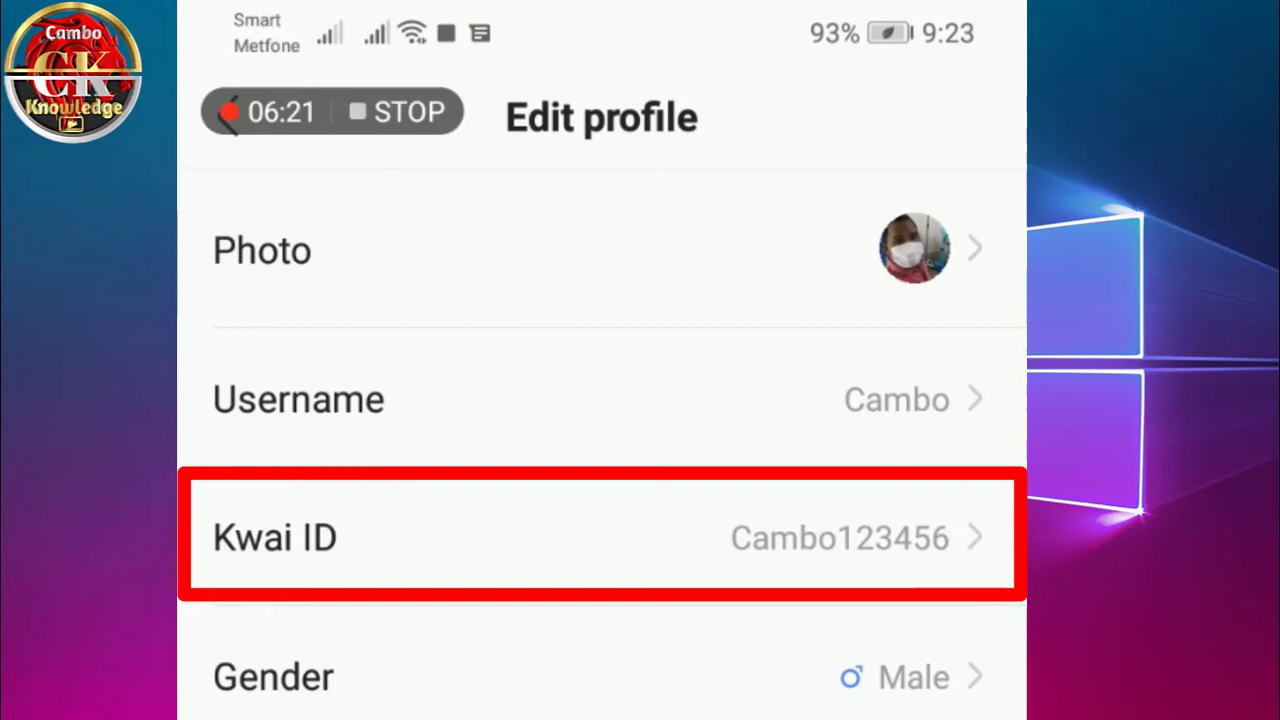 Cambo
CK
Knowledge
Smart
Metfone
93% 9:23
06:21 STOP
Edit profile
Photo
Username Cambo
Kwai ID Cambo123456
Gender Male